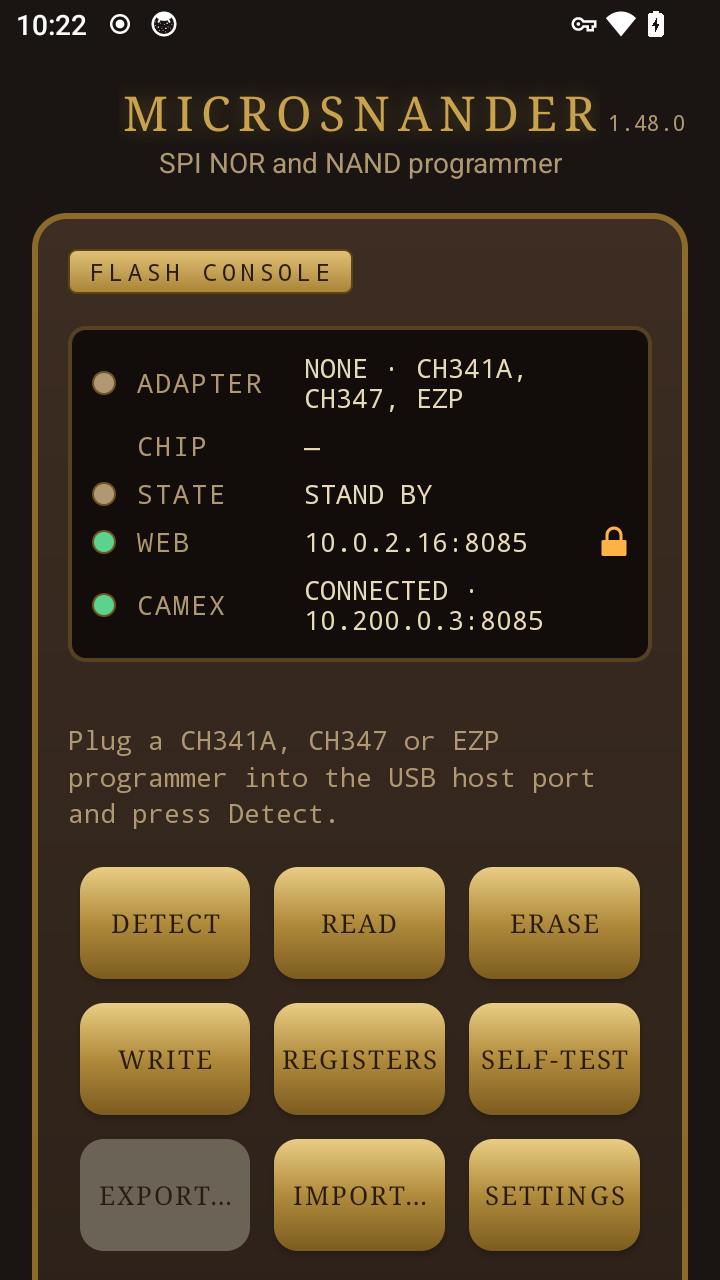 10:22
MICROSNANDER 1.48.0
SPI NOR and NAND programmer
FLASH CONSOLE
ADAPTER NONE · CH341A,
CH347, EZP
CHIP —
STATE STAND BY
WEB 10.0.2.16:8085
CAMEX CONNECTED ·
10.200.0.3:8085
Plug a CH341A, CH347 or EZP
programmer into the USB host port
and press Detect.
DETECT READ ERASE
WRITE REGISTERS SELF-TEST
EXPORT… IMPORT… SETTINGS